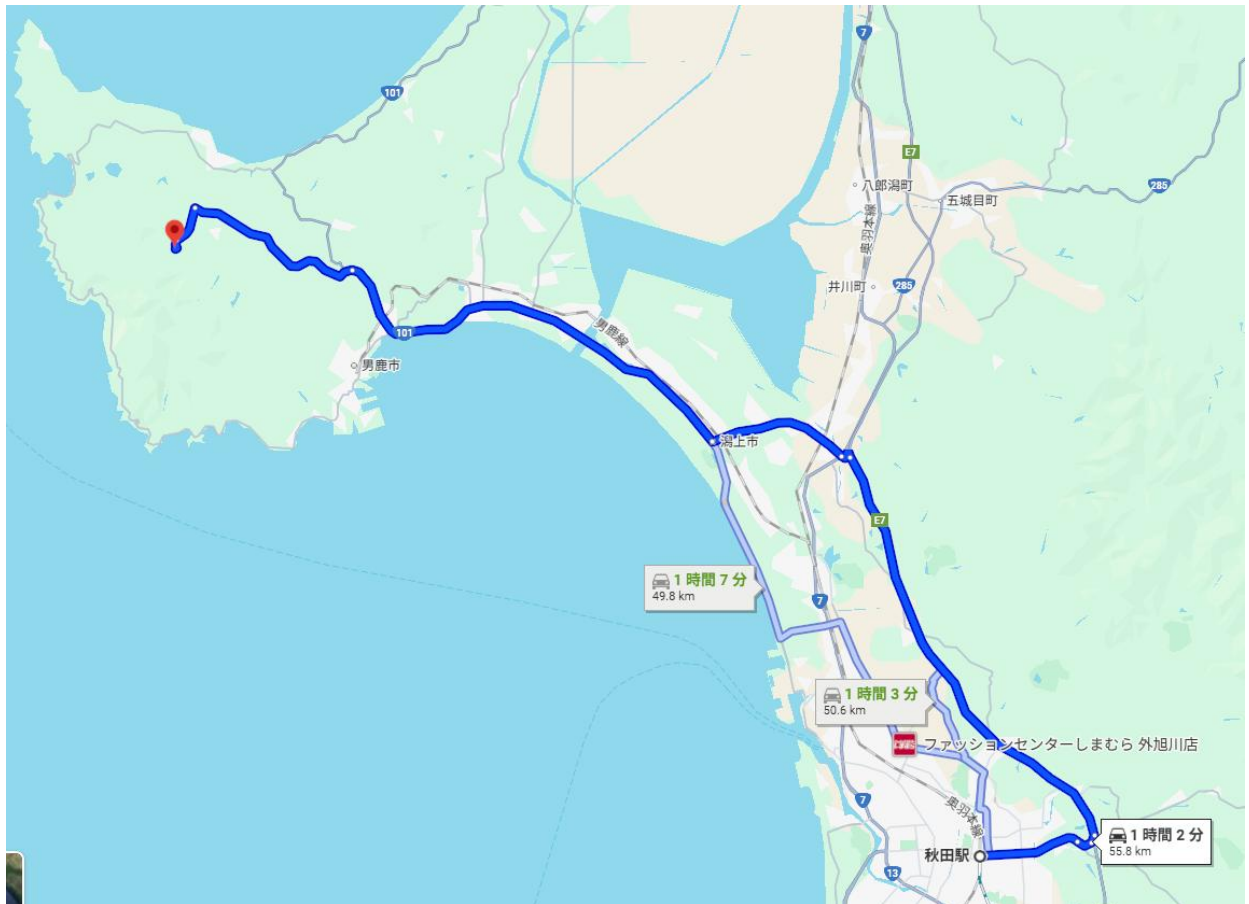 7
101
E7
285
八郎潟町
五城目町
奥羽本線
井川町
285
101
男鹿線
男鹿市
潟上市
E7
1 時間 7 分
49.8 km
7
1 時間 3 分
50.6 km
ファッションセンターしまむら 外旭川店
7
奥羽本線
1 時間 2 分
55.8 km
秋田駅
13